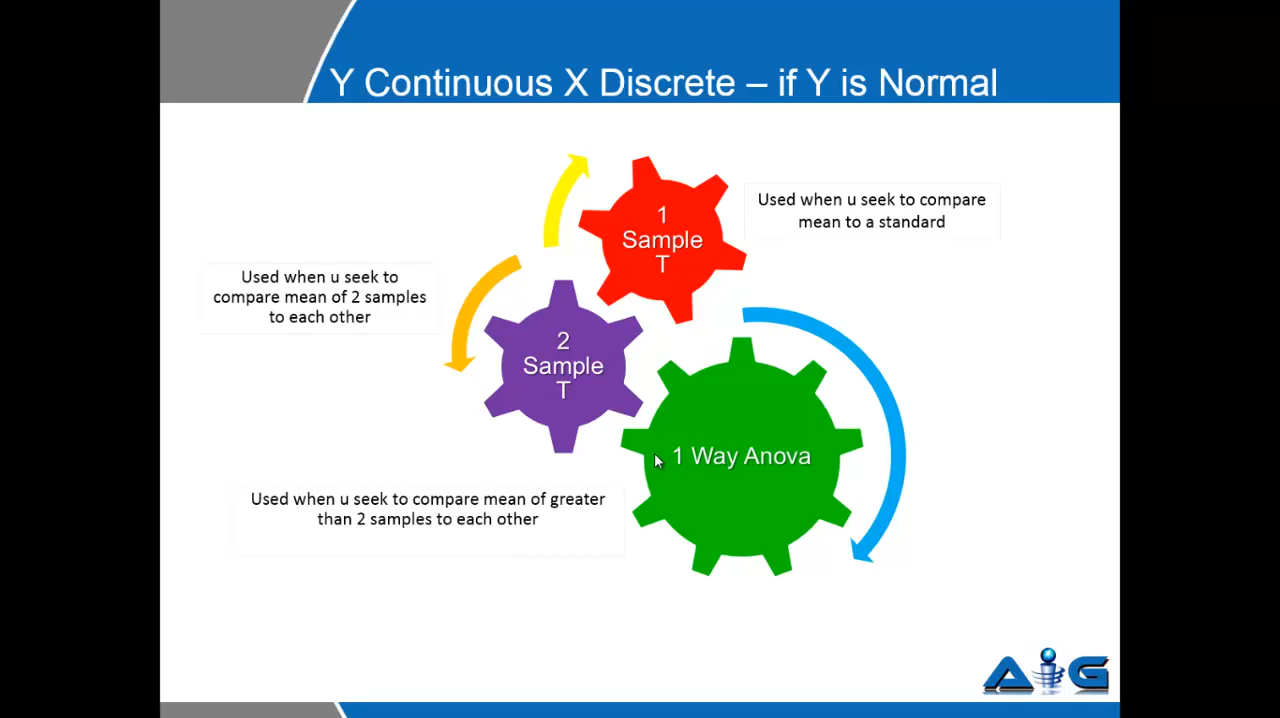 Y Continuous X Discrete – if Y is Normal
1
Sample
T
Used when u seek to compare
mean to a standard
Used when u seek to
compare mean of 2 samples
to each other
2
Sample
T
1 Way Anova
Used when u seek to compare mean of greater
than 2 samples to each other
AiG